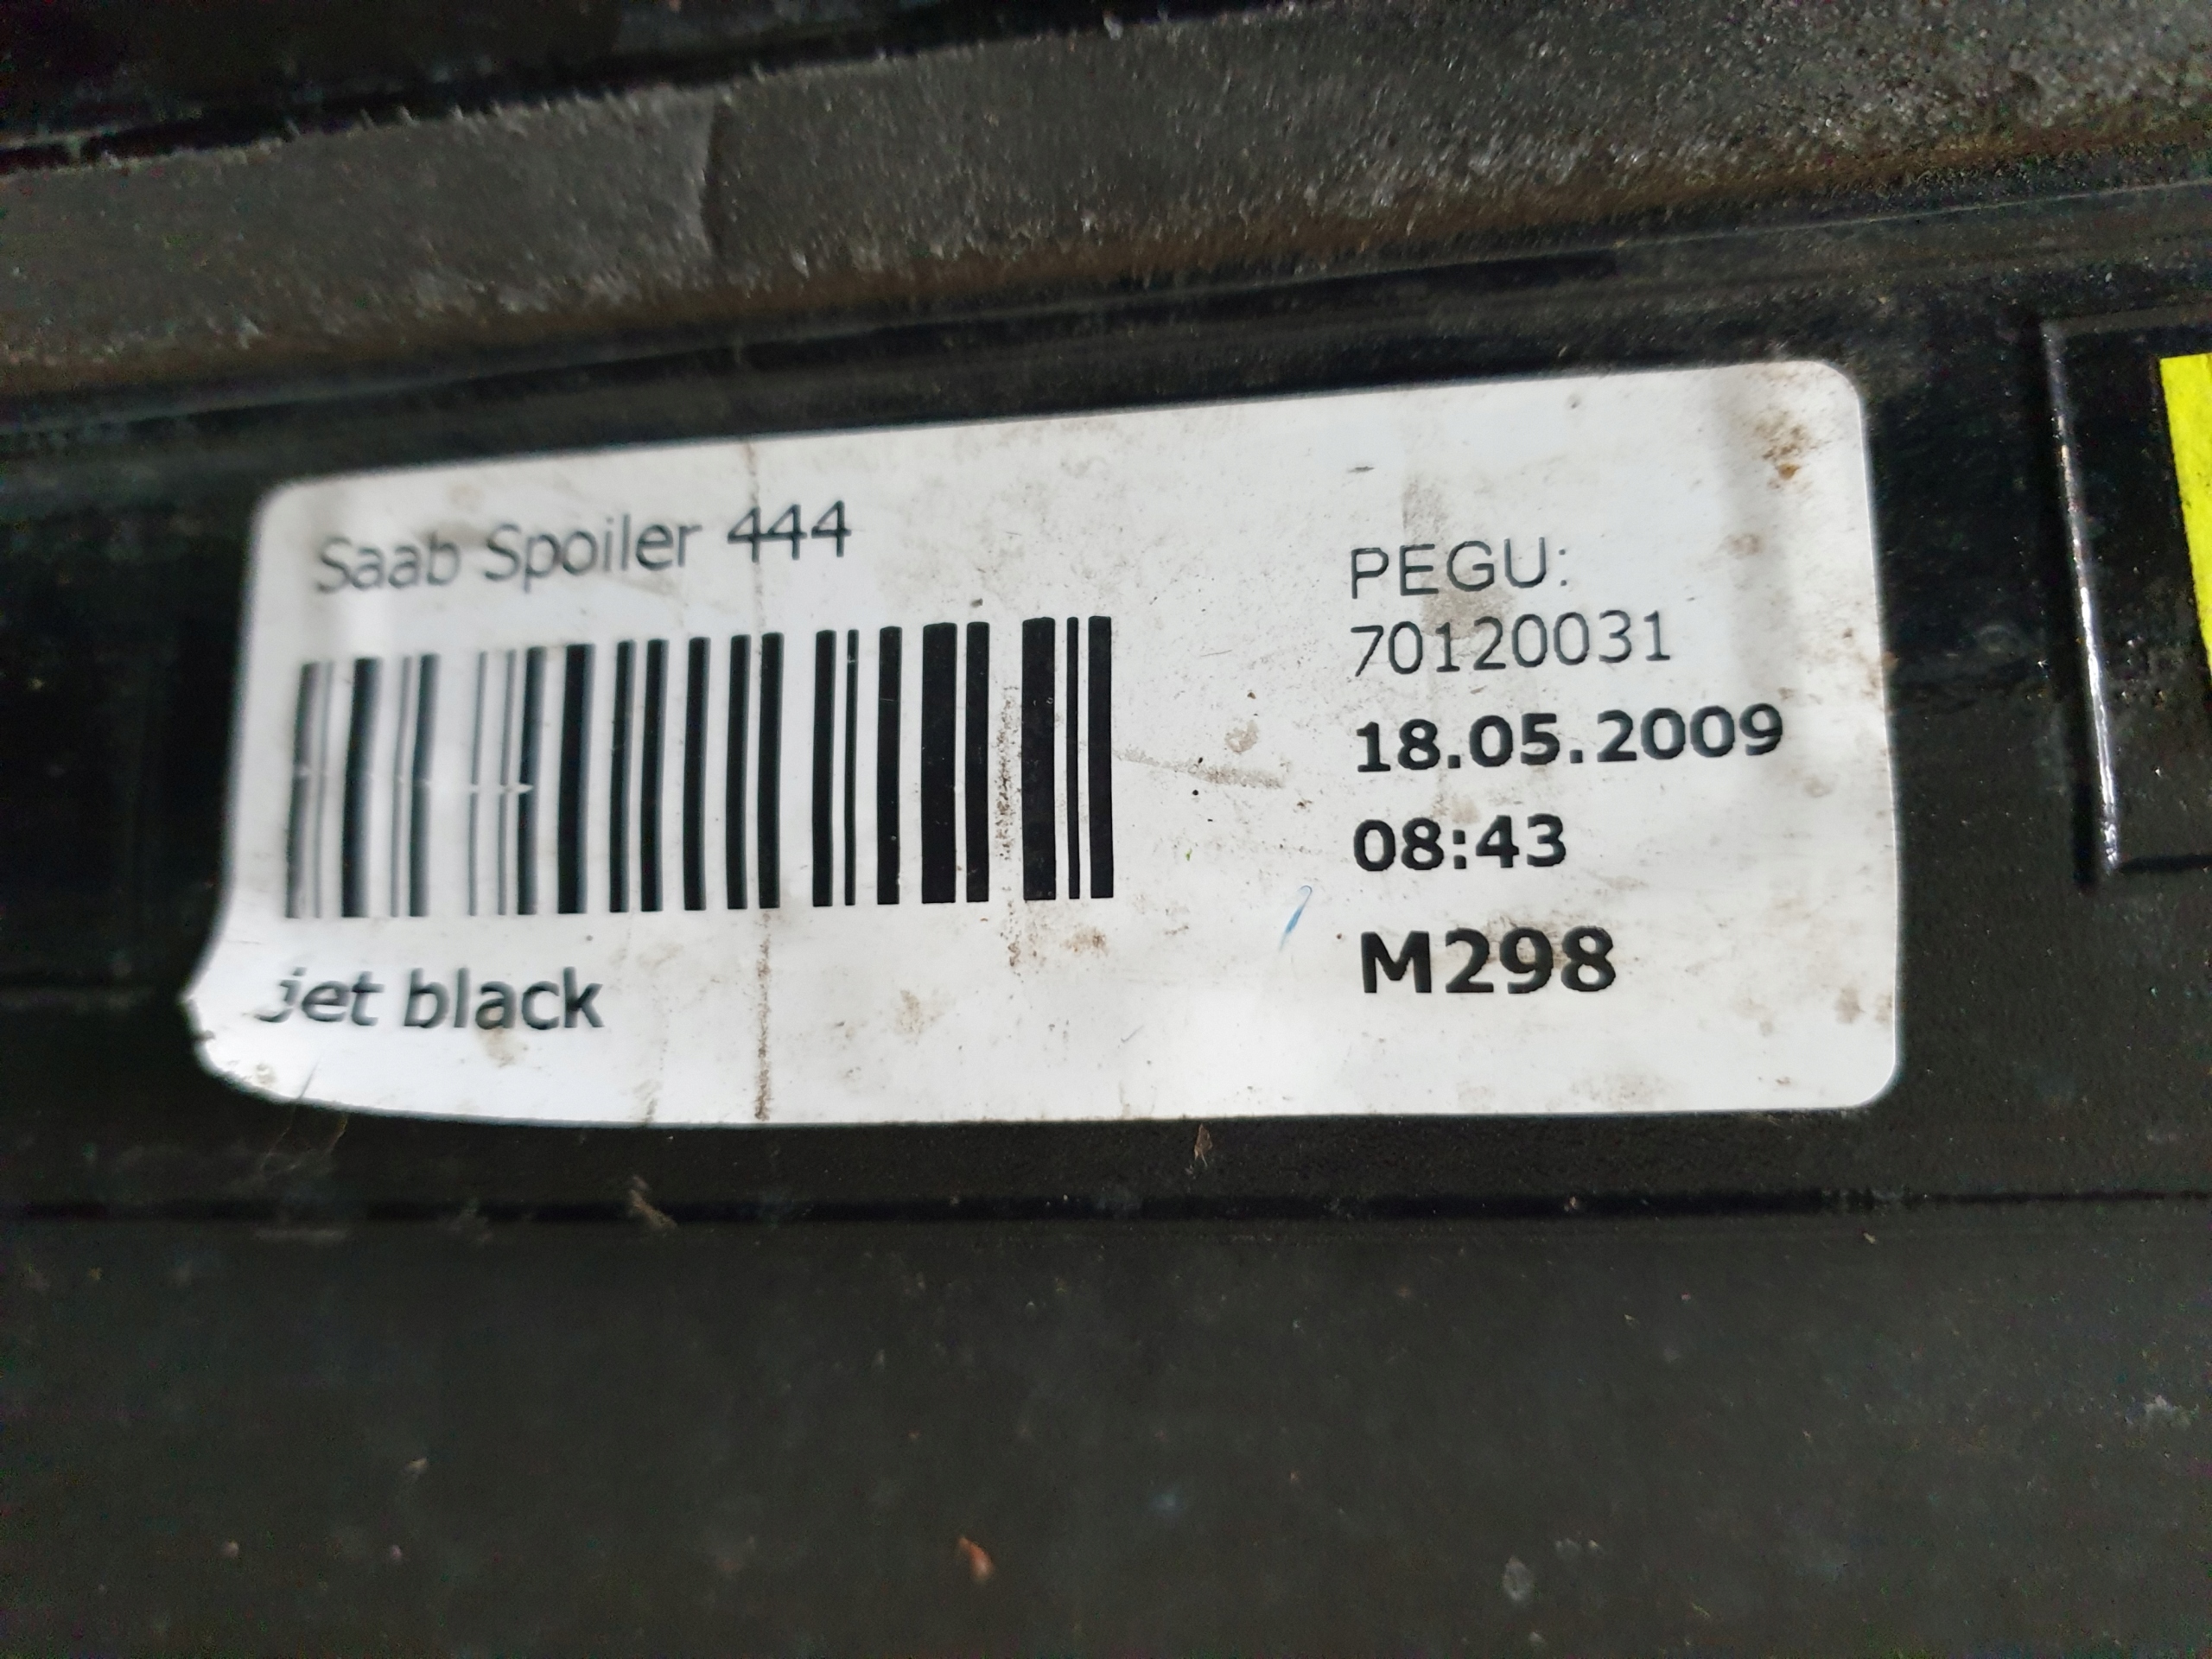 Saab Spoiler 444
jet black
PEGU:
70120031
18.05.2009
08:43
M298